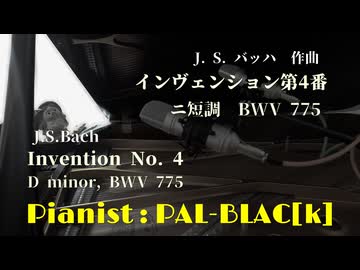 J. S. バッハ　作曲
インヴェンション第4番
ニ短調　BWV 775
J.S.Bach
Invention No. 4
D minor, BWV 775
Pianist : PAL-BLAC[k]